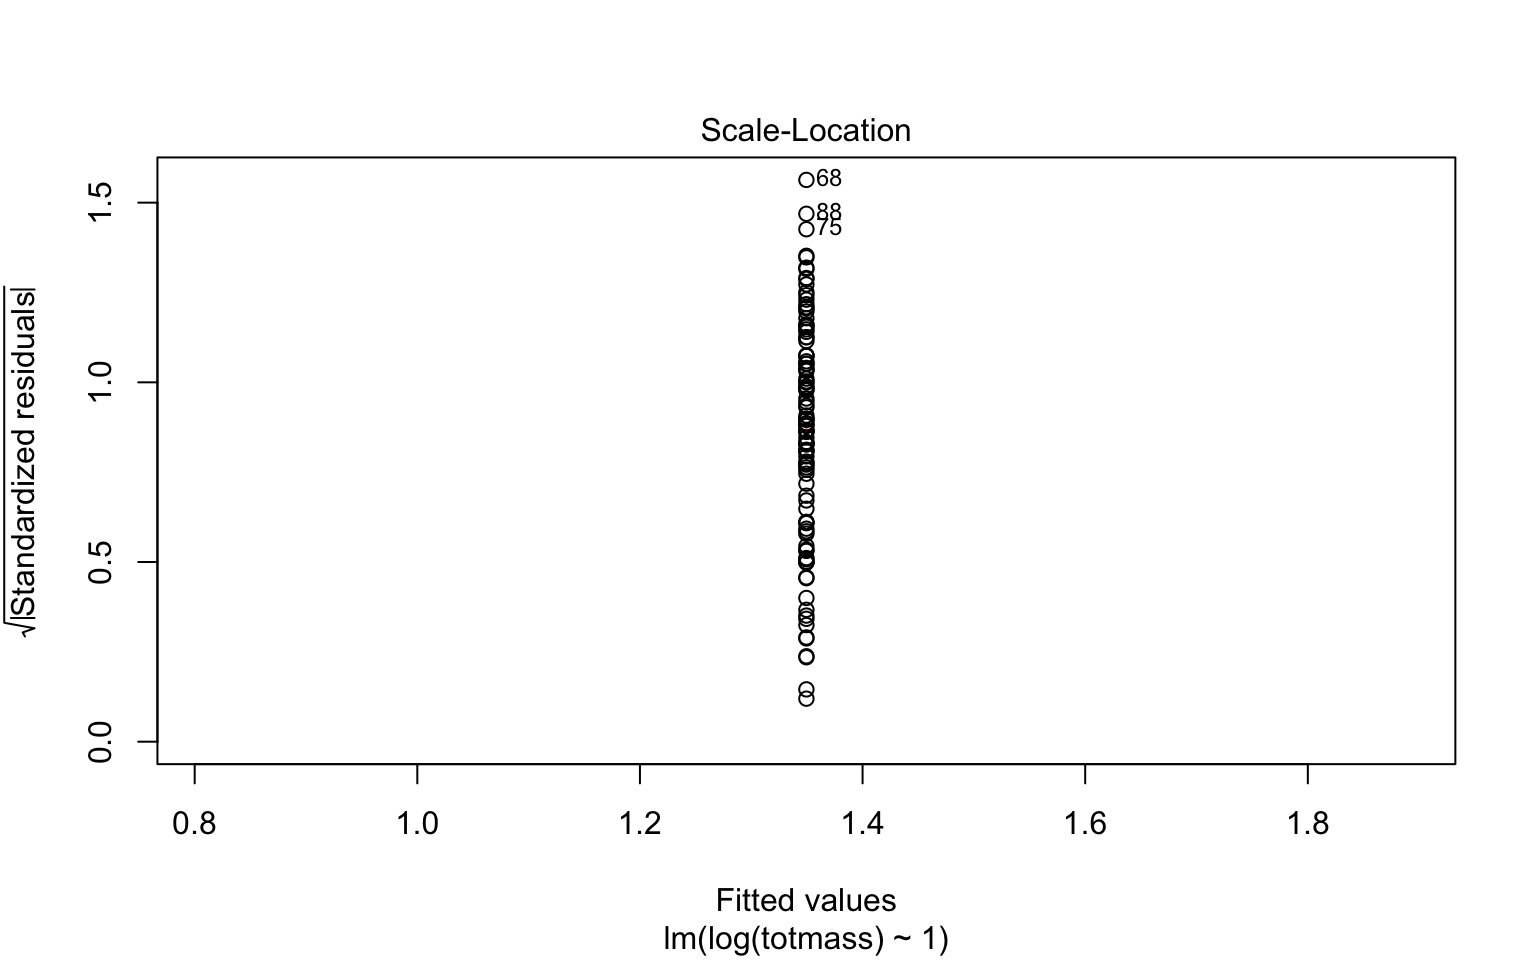 Scale-Location
√|Standardized residuals|
1.5
1.0
0.5
0.0
68
88
75
0.8 1.0 1.2 1.4 1.6 1.8
Fitted values
lm(log(totmass) ~ 1)